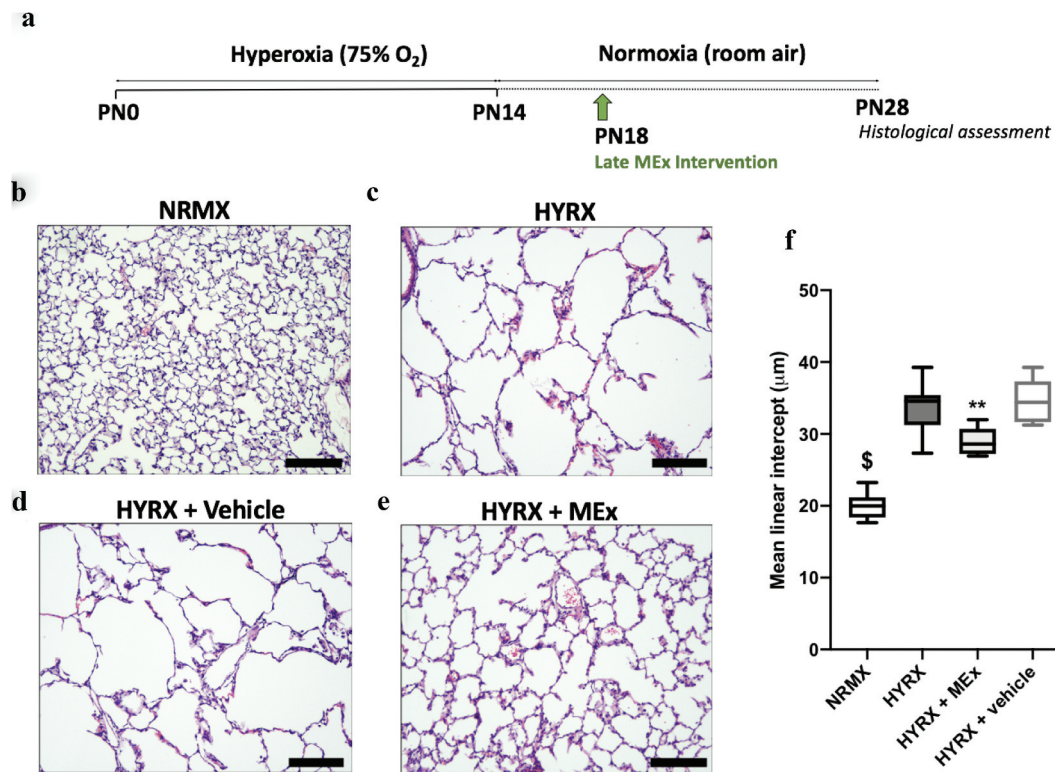 a
Hyperoxia (75% O₂)
Normoxia (room air)
PN0
PN14
PN18
Late MEx Intervention
PN28
Histological assessment
b
NRMX
c
HYRX
d
HYRX + Vehicle
e
HYRX + MEx
f
Mean linear intercept (μm)
50
40
30
20
10
0
$
**
NRMX
HYRX
HYRX + MEx
HYRX + vehicle